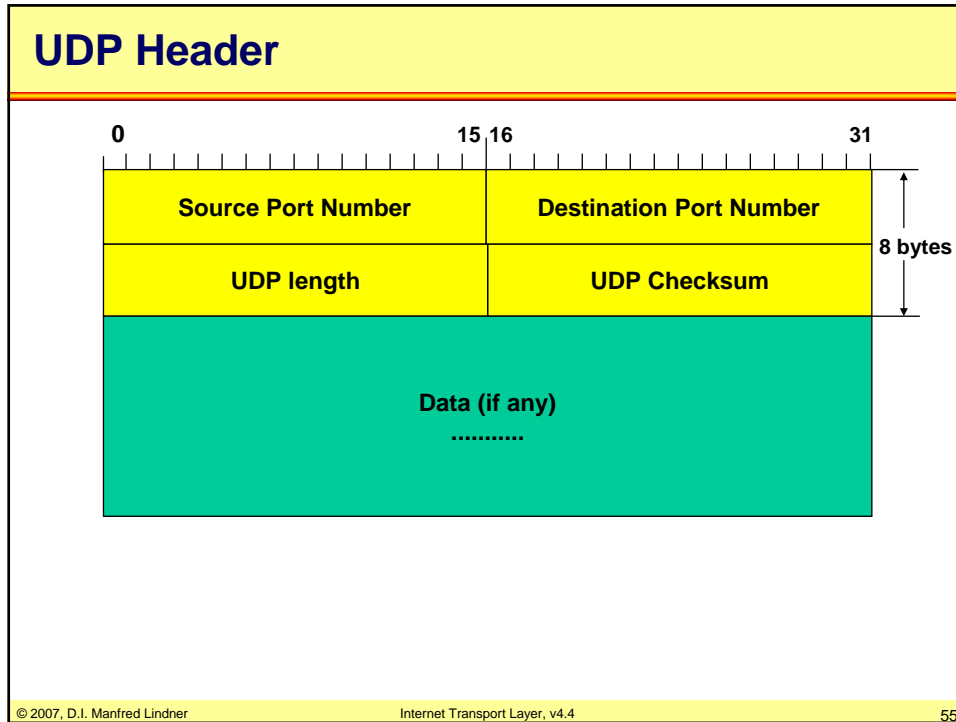 UDP Header
0 15 16 31
Source Port Number Destination Port Number
8 bytes
UDP length UDP Checksum
Data (if any)
...........
© 2007, D.I. Manfred Lindner Internet Transport Layer, v4.4 55